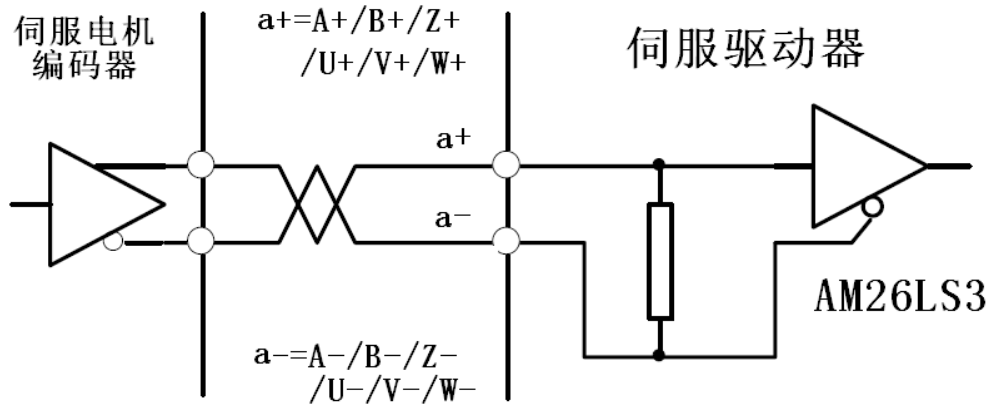 伺服电机
编码器
a+=A+/B+/Z+
/U+/V+/W+
伺服驱动器
a+
a-
AM26LS3
a-=A-/B-/Z-
/U-/V-/W-